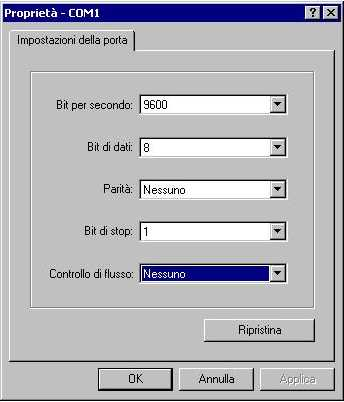 Proprietà - COM1
Impostazioni della porta
Bit per secondo: 9600
Bit di dati: 8
Parità: Nessuno
Bit di stop: 1
Controllo di flusso: Nessuno
Ripristina
OK Annulla Applica